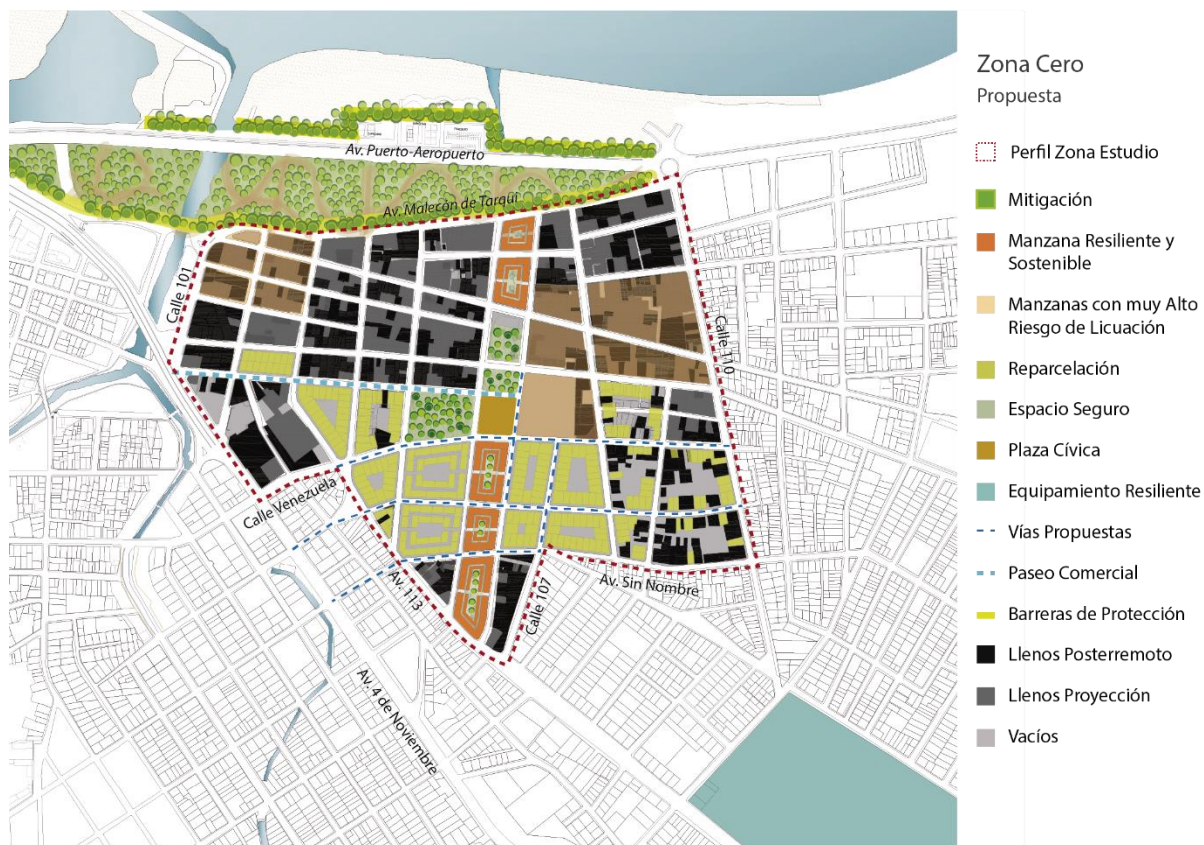 Zona Cero
Propuesta
Perfil Zona Estudio
Mitigación
Manzana Resiliente y
Sostenible
Manzanas con muy Alto
Riesgo de Licuación
Reparcelación
Espacio Seguro
Plaza Cívica
Equipamiento Resiliente
Vías Propuestas
Paseo Comercial
Barreras de Protección
Llenos Posterremoto
Llenos Proyección
Vacíos
Av. Puerto-Aeropuerto
Av. Malecón de Tarqui
Calle 101
Calle 110
Calle Venezuela
Av. 113
Calle 107
Av. Sin Nombre
Av. 4 de Noviembre